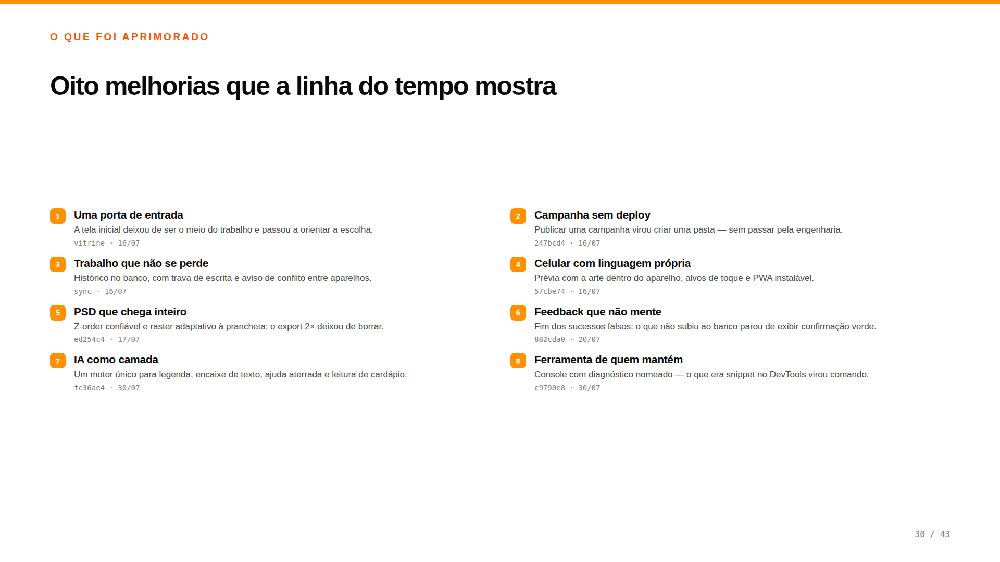 O QUE FOI APRIMORADO
Oito melhorias que a linha do tempo mostra
1
Uma porta de entrada
A tela inicial deixou de ser o meio do trabalho e passou a orientar a escolha.
vitrine · 16/07
2
Campanha sem deploy
Publicar uma campanha virou criar uma pasta — sem passar pela engenharia.
247bcd4 · 16/07
3
Trabalho que não se perde
Histórico no banco, com trava de escrita e aviso de conflito entre aparelhos.
sync · 16/07
4
Celular com linguagem própria
Prévia com a arte dentro do aparelho, alvos de toque e PWA instalável.
57cbe74 · 16/07
5
PSD que chega inteiro
Z-order confiável e raster adaptativo à prancheta: o export 2× deixou de borrar.
ed254c4 · 17/07
6
Feedback que não mente
Fim dos sucessos falsos: o que não subiu ao banco parou de exibir confirmação verde.
882cda0 · 20/07
7
IA como camada
Um motor único para legenda, encaixe de texto, ajuda aterrada e leitura de cardápio.
fc36ae4 · 30/07
8
Ferramenta de quem mantém
Console com diagnóstico nomeado — o que era snippet no DevTools virou comando.
c9790e8 · 30/07
30 / 43